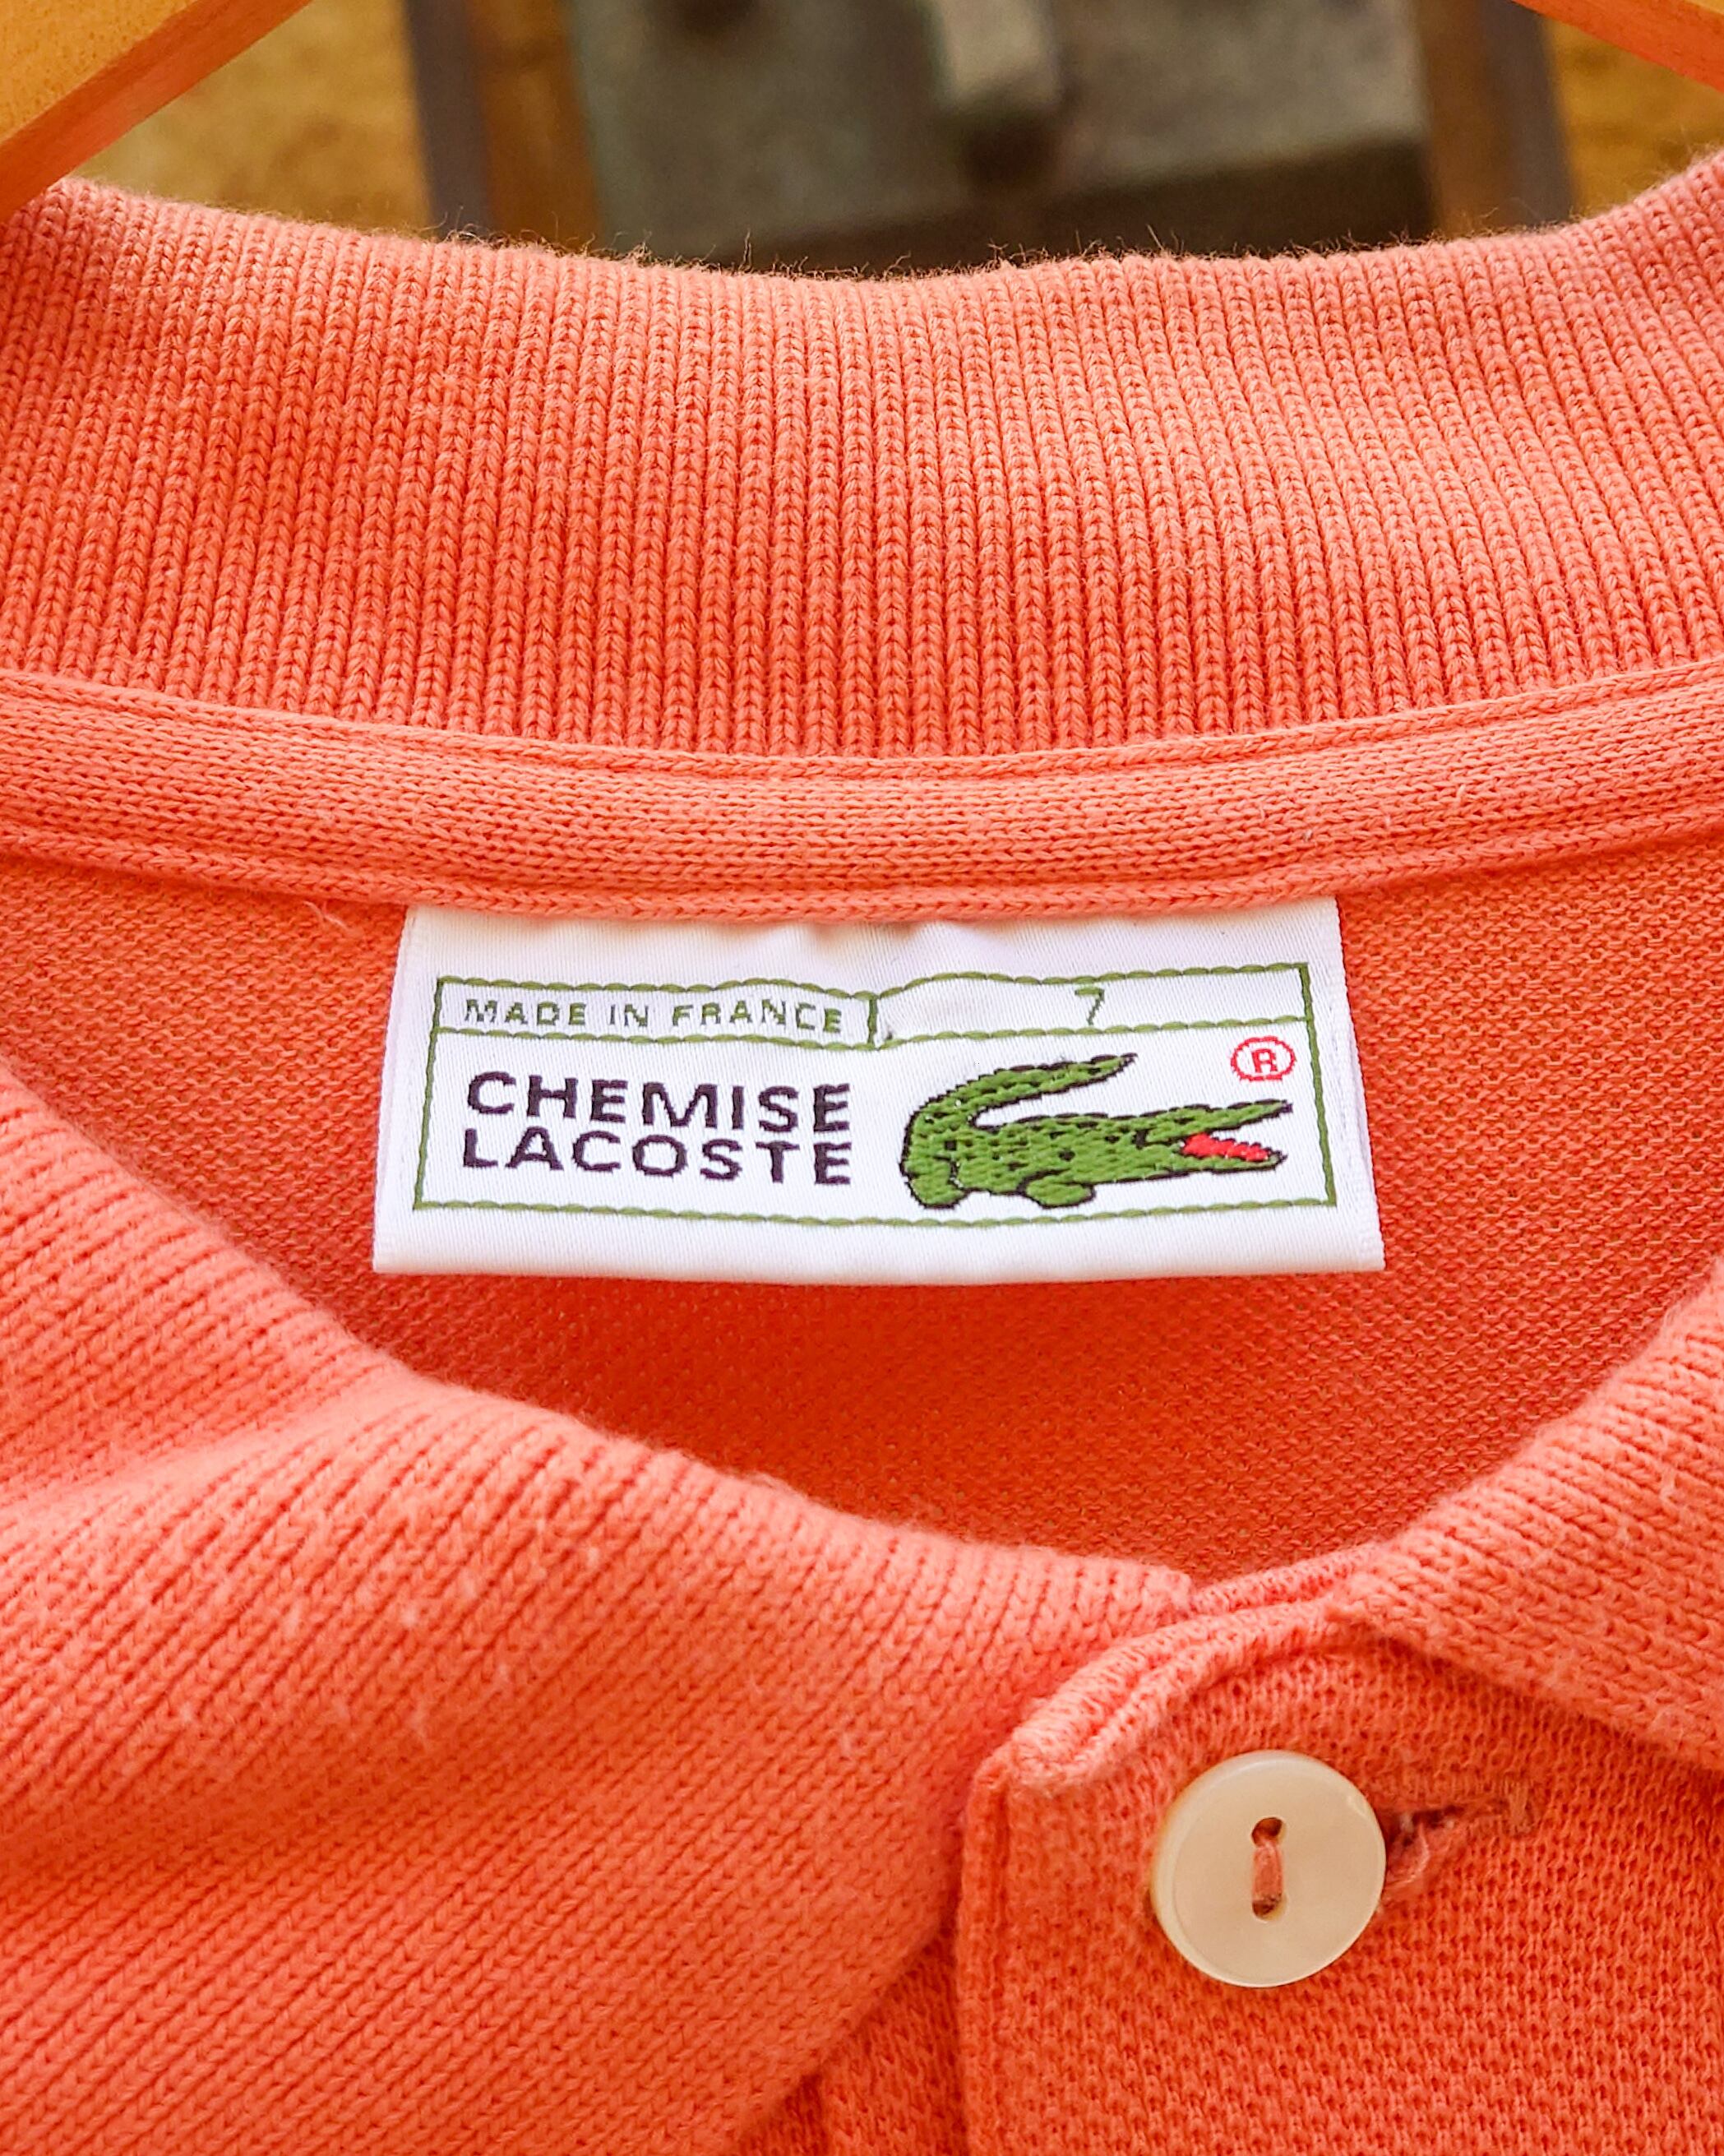 MADE IN FRANCE 7
CHEMISE
LACOSTE
®